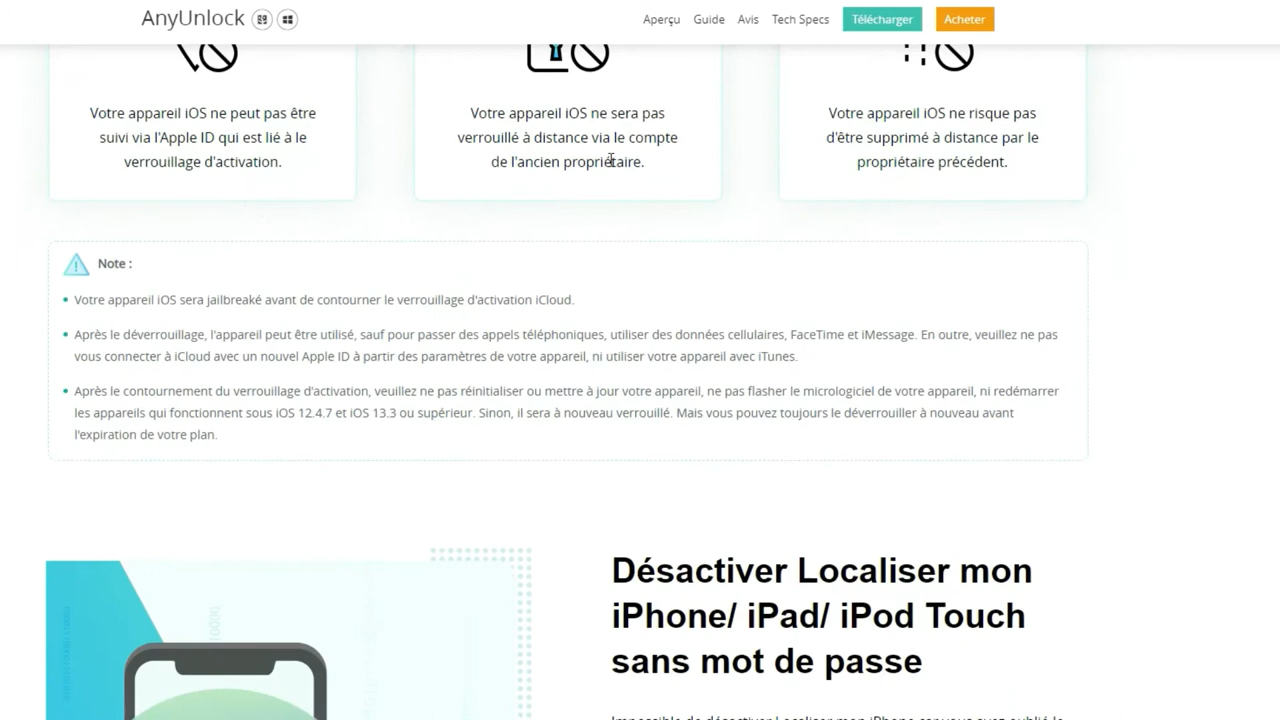 AnyUnlock
Aperçu Guide Avis Tech Specs Télécharger Acheter
Votre appareil iOS ne peut pas être
suivi via l'Apple ID qui est lié à le
verrouillage d'activation.
Votre appareil iOS ne sera pas
verrouillé à distance via le compte
de l'ancien propriétaire.
Votre appareil iOS ne risque pas
d'être supprimé à distance par le
propriétaire précédent.
Note :
Votre appareil iOS sera jailbreaké avant de contourner le verrouillage d'activation iCloud.
Après le déverrouillage, l'appareil peut être utilisé, sauf pour passer des appels téléphoniques, utiliser des données cellulaires, FaceTime et iMessage. En outre, veuillez ne pas
vous connecter à iCloud avec un nouvel Apple ID à partir des paramètres de votre appareil, ni utiliser votre appareil avec iTunes.
Après le contournement du verrouillage d'activation, veuillez ne pas réinitialiser ou mettre à jour votre appareil, ne pas flasher le micrologiciel de votre appareil, ni redémarrer
les appareils qui fonctionnent sous iOS 12.4.7 et iOS 13.3 ou supérieur. Sinon, il sera à nouveau verrouillé. Mais vous pouvez toujours le déverrouiller à nouveau avant
l'expiration de votre plan.
Désactiver Localiser mon
iPhone/ iPad/ iPod Touch
sans mot de passe